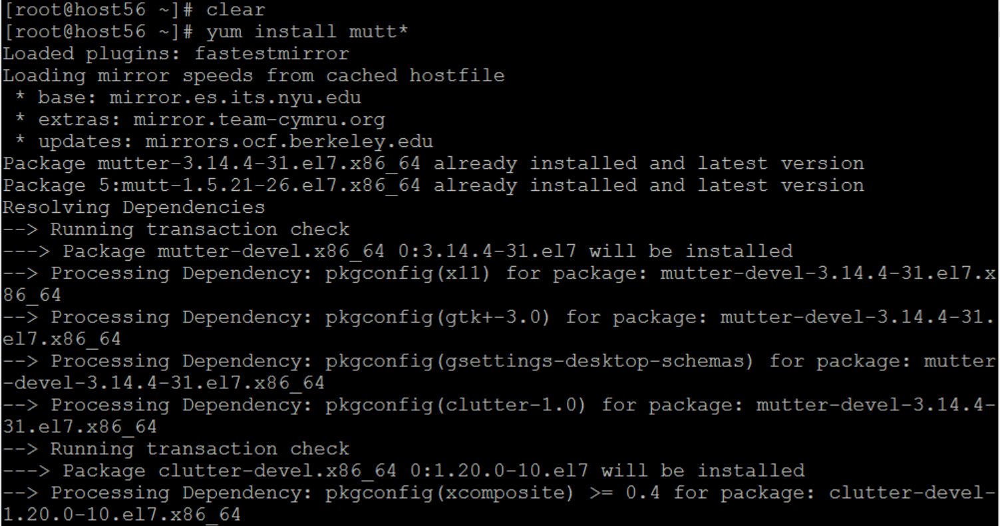 [root@host56 ~]# clear
[root@host56 ~]# yum install mutt*
Loaded plugins: fastestmirror
Loading mirror speeds from cached hostfile
 * base: mirror.es.its.nyu.edu
 * extras: mirror.team-cymru.org
 * updates: mirrors.ocf.berkeley.edu
Package mutter-3.14.4-31.el7.x86_64 already installed and latest version
Package 5:mutt-1.5.21-26.el7.x86_64 already installed and latest version
Resolving Dependencies
--> Running transaction check
---> Package mutter-devel.x86_64 0:3.14.4-31.el7 will be installed
--> Processing Dependency: pkgconfig(x11) for package: mutter-devel-3.14.4-31.el7.x
86_64
--> Processing Dependency: pkgconfig(gtk+-3.0) for package: mutter-devel-3.14.4-31.
el7.x86_64
--> Processing Dependency: pkgconfig(gsettings-desktop-schemas) for package: mutter
-devel-3.14.4-31.el7.x86_64
--> Processing Dependency: pkgconfig(clutter-1.0) for package: mutter-devel-3.14.4-
31.el7.x86_64
--> Running transaction check
---> Package clutter-devel.x86_64 0:1.20.0-10.el7 will be installed
--> Processing Dependency: pkgconfig(xcomposite) >= 0.4 for package: clutter-devel-
1.20.0-10.el7.x86_64